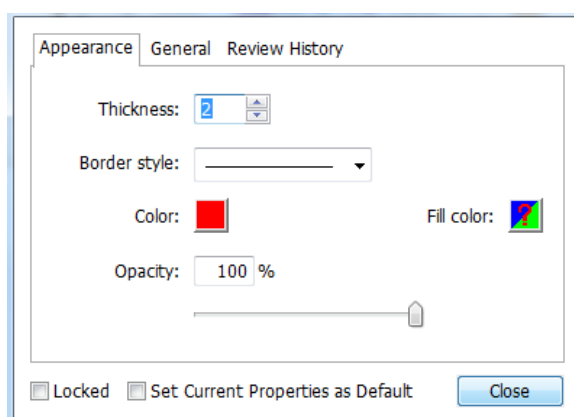 Appearance General Review History
Thickness: 2
Border style:
Color: Fill color: ?
Opacity: 100 %
Locked Set Current Properties as Default Close